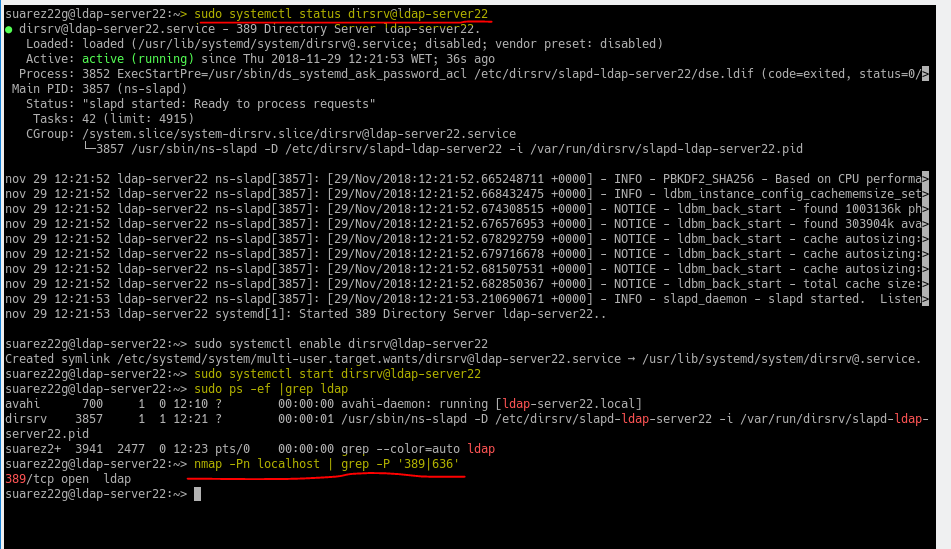 suarez22g@ldap-server22:~> sudo systemctl status dirsrv@ldap-server22
● dirsrv@ldap-server22.service - 389 Directory Server ldap-server22.
Loaded: loaded (/usr/lib/systemd/system/dirsrv@.service; disabled; vendor preset: disabled)
Active: active (running) since Thu 2018-11-29 12:21:53 WET; 36s ago
Process: 3852 ExecStartPre=/usr/sbin/ds_systemd_ask_password_acl /etc/dirsrv/slapd-ldap-server22/dse.ldif (code=exited, status=0/>
Main PID: 3857 (ns-slapd)
Status: "slapd started: Ready to process requests"
Tasks: 42 (limit: 4915)
CGroup: /system.slice/system-dirsrv.slice/dirsrv@ldap-server22.service
└─3857 /usr/sbin/ns-slapd -D /etc/dirsrv/slapd-ldap-server22 -i /var/run/dirsrv/slapd-ldap-server22.pid
nov 29 12:21:52 ldap-server22 ns-slapd[3857]: [29/Nov/2018:12:21:52.665248711 +0000] - INFO - PBKDF2_SHA256 - Based on CPU performa>
nov 29 12:21:52 ldap-server22 ns-slapd[3857]: [29/Nov/2018:12:21:52.668432475 +0000] - INFO - ldbm_instance_config_cachememsize_set>
nov 29 12:21:52 ldap-server22 ns-slapd[3857]: [29/Nov/2018:12:21:52.674308515 +0000] - NOTICE - ldbm_back_start - found 1003136k ph>
nov 29 12:21:52 ldap-server22 ns-slapd[3857]: [29/Nov/2018:12:21:52.676576953 +0000] - NOTICE - ldbm_back_start - found 303904k ava>
nov 29 12:21:52 ldap-server22 ns-slapd[3857]: [29/Nov/2018:12:21:52.678292759 +0000] - NOTICE - ldbm_back_start - cache autosizing:>
nov 29 12:21:52 ldap-server22 ns-slapd[3857]: [29/Nov/2018:12:21:52.679716678 +0000] - NOTICE - ldbm_back_start - cache autosizing:>
nov 29 12:21:52 ldap-server22 ns-slapd[3857]: [29/Nov/2018:12:21:52.681507531 +0000] - NOTICE - ldbm_back_start - cache autosizing:>
nov 29 12:21:52 ldap-server22 ns-slapd[3857]: [29/Nov/2018:12:21:52.682850367 +0000] - NOTICE - ldbm_back_start - total cache size:>
nov 29 12:21:53 ldap-server22 ns-slapd[3857]: [29/Nov/2018:12:21:53.210690671 +0000] - INFO - slapd_daemon - slapd started.  Listen>
nov 29 12:21:53 ldap-server22 systemd[1]: Started 389 Directory Server ldap-server22..
suarez22g@ldap-server22:~> sudo systemctl enable dirsrv@ldap-server22
Created symlink /etc/systemd/system/multi-user.target.wants/dirsrv@ldap-server22.service → /usr/lib/systemd/system/dirsrv@.service.
suarez22g@ldap-server22:~> sudo systemctl start dirsrv@ldap-server22
suarez22g@ldap-server22:~> sudo ps -ef |grep ldap
avahi 700 1 0 12:10 ? 00:00:00 avahi-daemon: running [ldap-server22.local]
dirsrv 3857 1 1 12:21 ? 00:00:01 /usr/sbin/ns-slapd -D /etc/dirsrv/slapd-ldap-server22 -i /var/run/dirsrv/slapd-ldap-
server22.pid
suarez2+ 3941 2477 0 12:23 pts/0 00:00:00 grep --color=auto ldap
suarez22g@ldap-server22:~> nmap -Pn localhost | grep -P '389|636'
389/tcp open  ldap
suarez22g@ldap-server22:~>